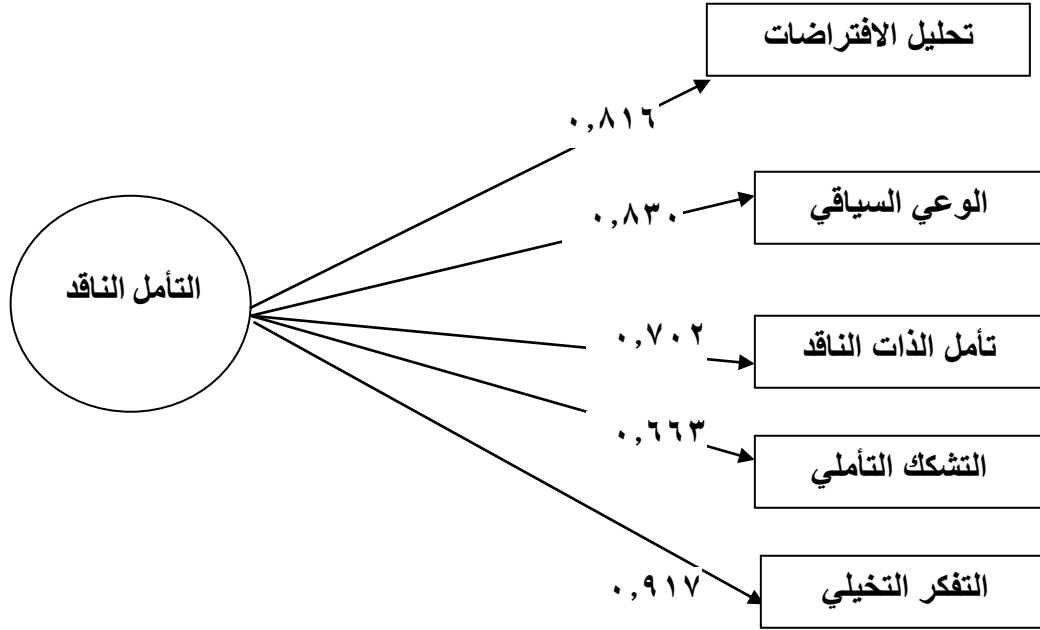 تحليل الافتراضات
٠,٨١٦
الوعي السياقي
٠,٨٣٠
التأمل الناقد
تأمل الذات الناقد
٠,٧٠٢
التشكك التأملي
٠,٦٦٣
التفكر التخيلي
٠,٩١٧